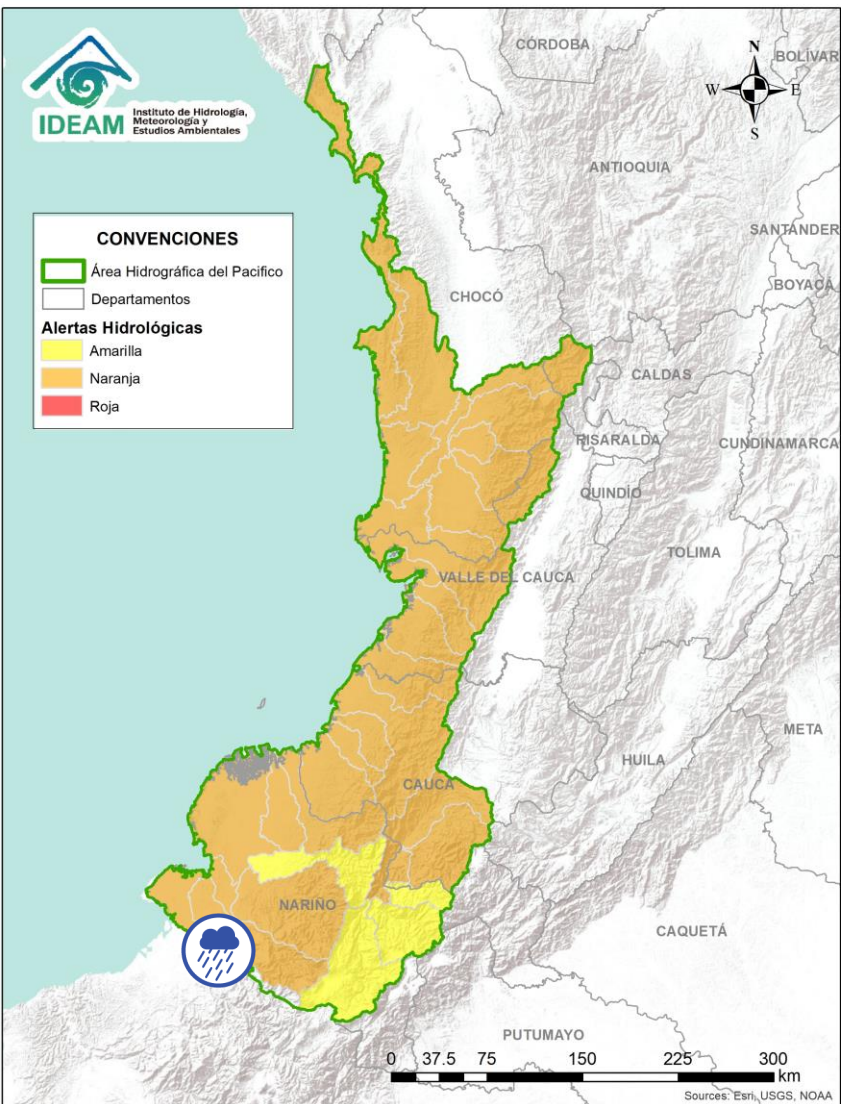 CÓRDOBA
BOLÍVAR
N
W
E
S
IDEAM
Instituto de Hidrología,
Meteorología y
Estudios Ambientales
ANTIOQUIA
SANTANDER
CONVENCIONES
Área Hidrográfica del Pacifico
Departamentos
Alertas Hidrológicas
Amarilla
Naranja
Roja
BOYACÁ
CHOCÓ
CALDAS
RISARALDA
CUNDINAMARCA
QUINDÍO
TOLIMA
VALLE DEL CAUCA
META
HUILA
CAUCA
NARIÑO
CAQUETÁ
PUTUMAYO
0 37.5 75 150 225 300
km
Sources: Esri, USGS, NOAA